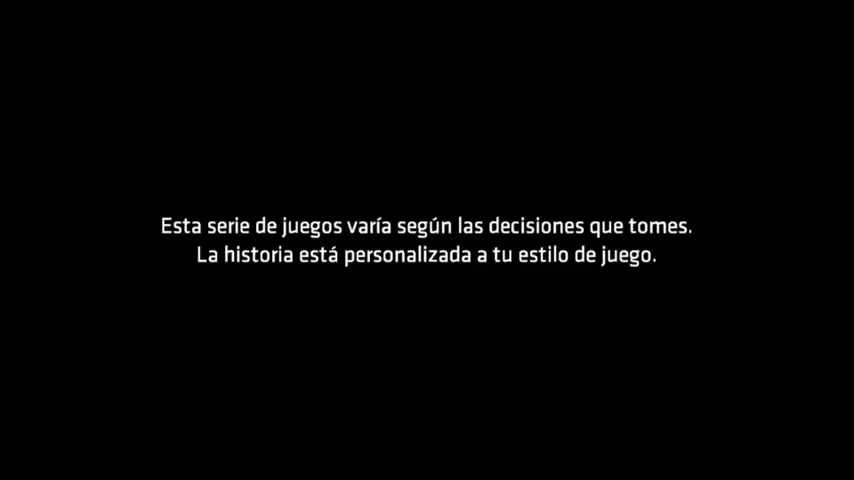 Esta serie de juegos varía según las decisiones que tomes.
La historia está personalizada a tu estilo de juego.